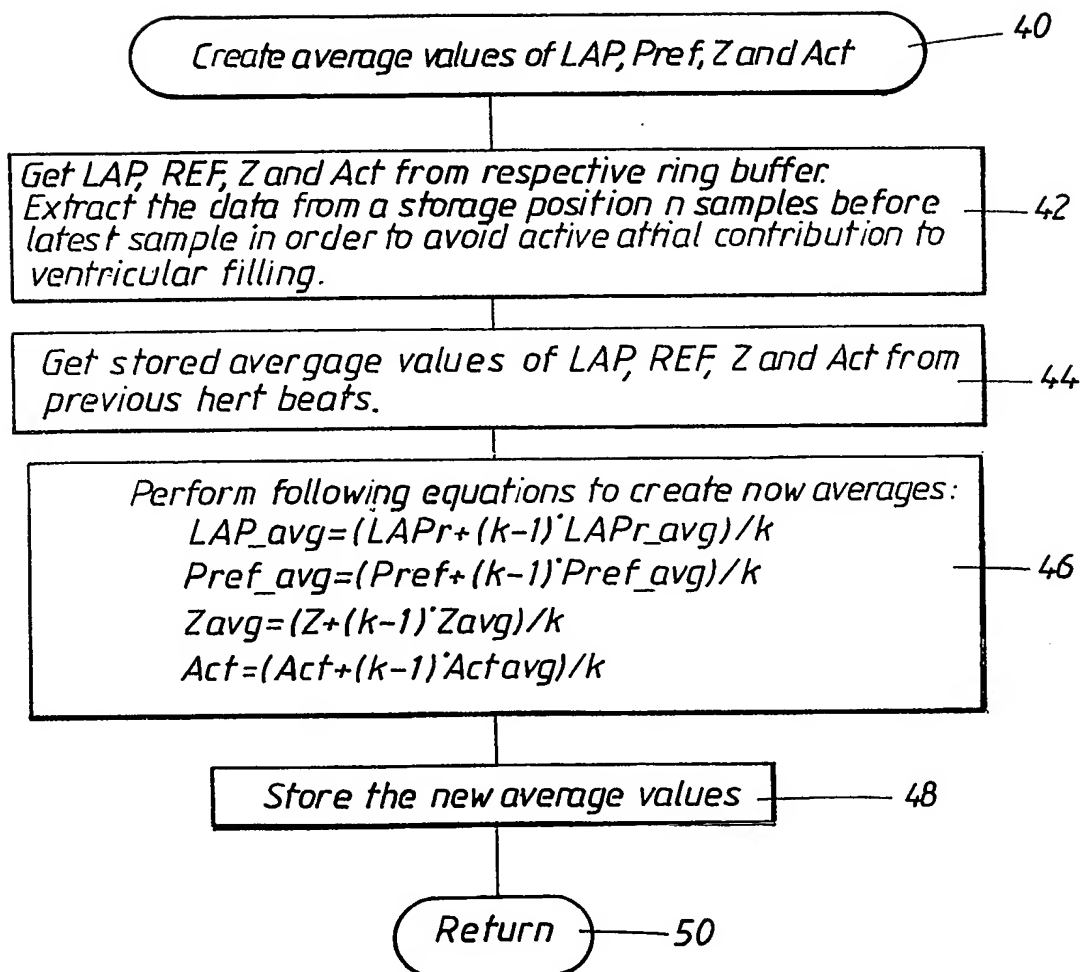 Create average values of LAP, Pref, Z and Act
40
Get LAP, REF, Z and Act from respective ring buffer.
Extract the data from a storage position n samples before
latest sample in order to avoid active atrial contribution to
ventricular filling.
42
Get stored avergage values of LAP, REF, Z and Act from
previous hert beats.
44
Perform following equations to create now averages:
LAP_avg=(LAPr+(k-1)·LAPr_avg)/k
Pref_avg=(Pref+(k-1)·Pref_avg)/k
Zavg=(Z+(k-1)·Zavg)/k
Act=(Act+(k-1)·Actavg)/k
46
Store the new average values
48
Return
50